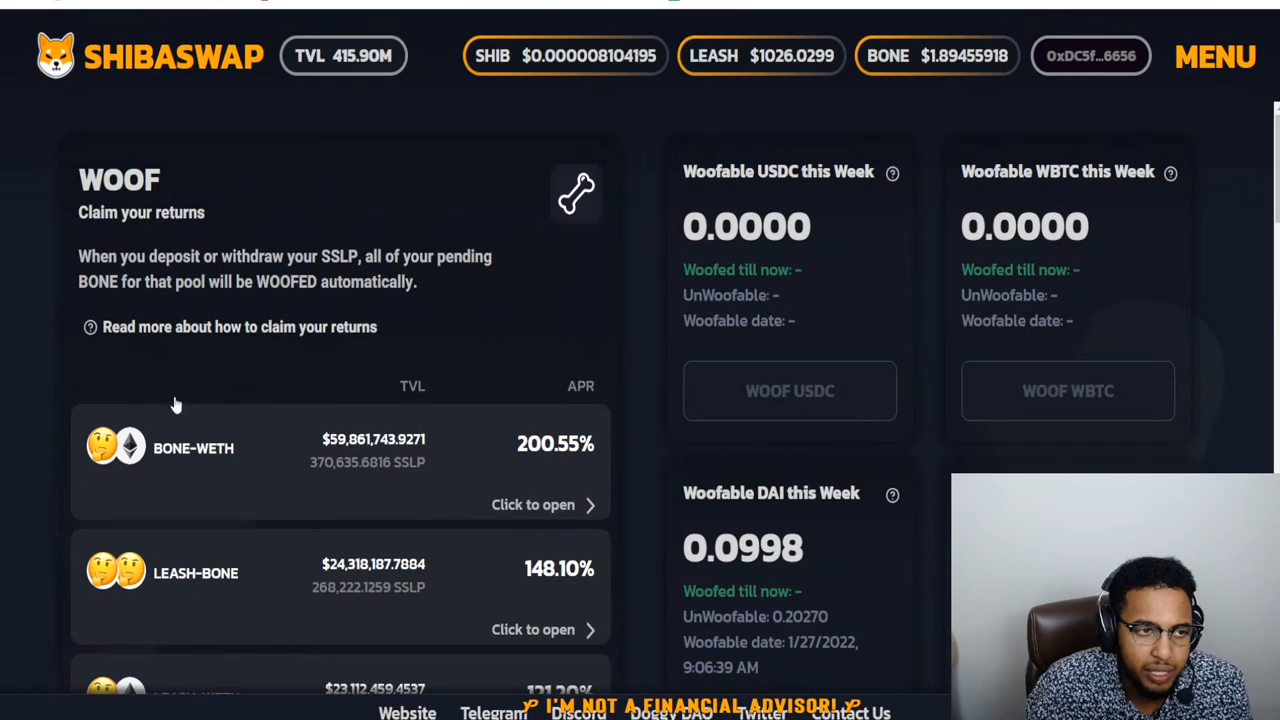 SHIBASWAP
TVL 415.90M
SHIB $0.000008104195
LEASH $1026.0299
BONE $1.89455918
0xDC5f...6656
MENU
WOOF
Claim your returns
When you deposit or withdraw your SSLP, all of your pending
BONE for that pool will be WOOFED automatically.
Read more about how to claim your returns
TVL APR
BONE-WETH
$59,861,743.9271
370,635.6816 SSLP
200.55%
Click to open
LEASH-BONE
$24,318,187.7884
268,222.1259 SSLP
148.10%
Click to open
LEASH-WETH
$23,112,459.4537
121.20%
Woofable USDC this Week
0.0000
Woofed till now: -
UnWoofable: -
Woofable date: -
WOOF USDC
Woofable WBTC this Week
0.0000
Woofed till now: -
UnWoofable: -
Woofable date: -
WOOF WBTC
Woofable DAI this Week
0.0998
Woofed till now: -
UnWoofable: 0.20270
Woofable date: 1/27/2022,
9:06:39 AM
I'M NOT A FINANCIAL ADVISOR!
Website Telegram Discord Doggy DAO Twitter Contact Us